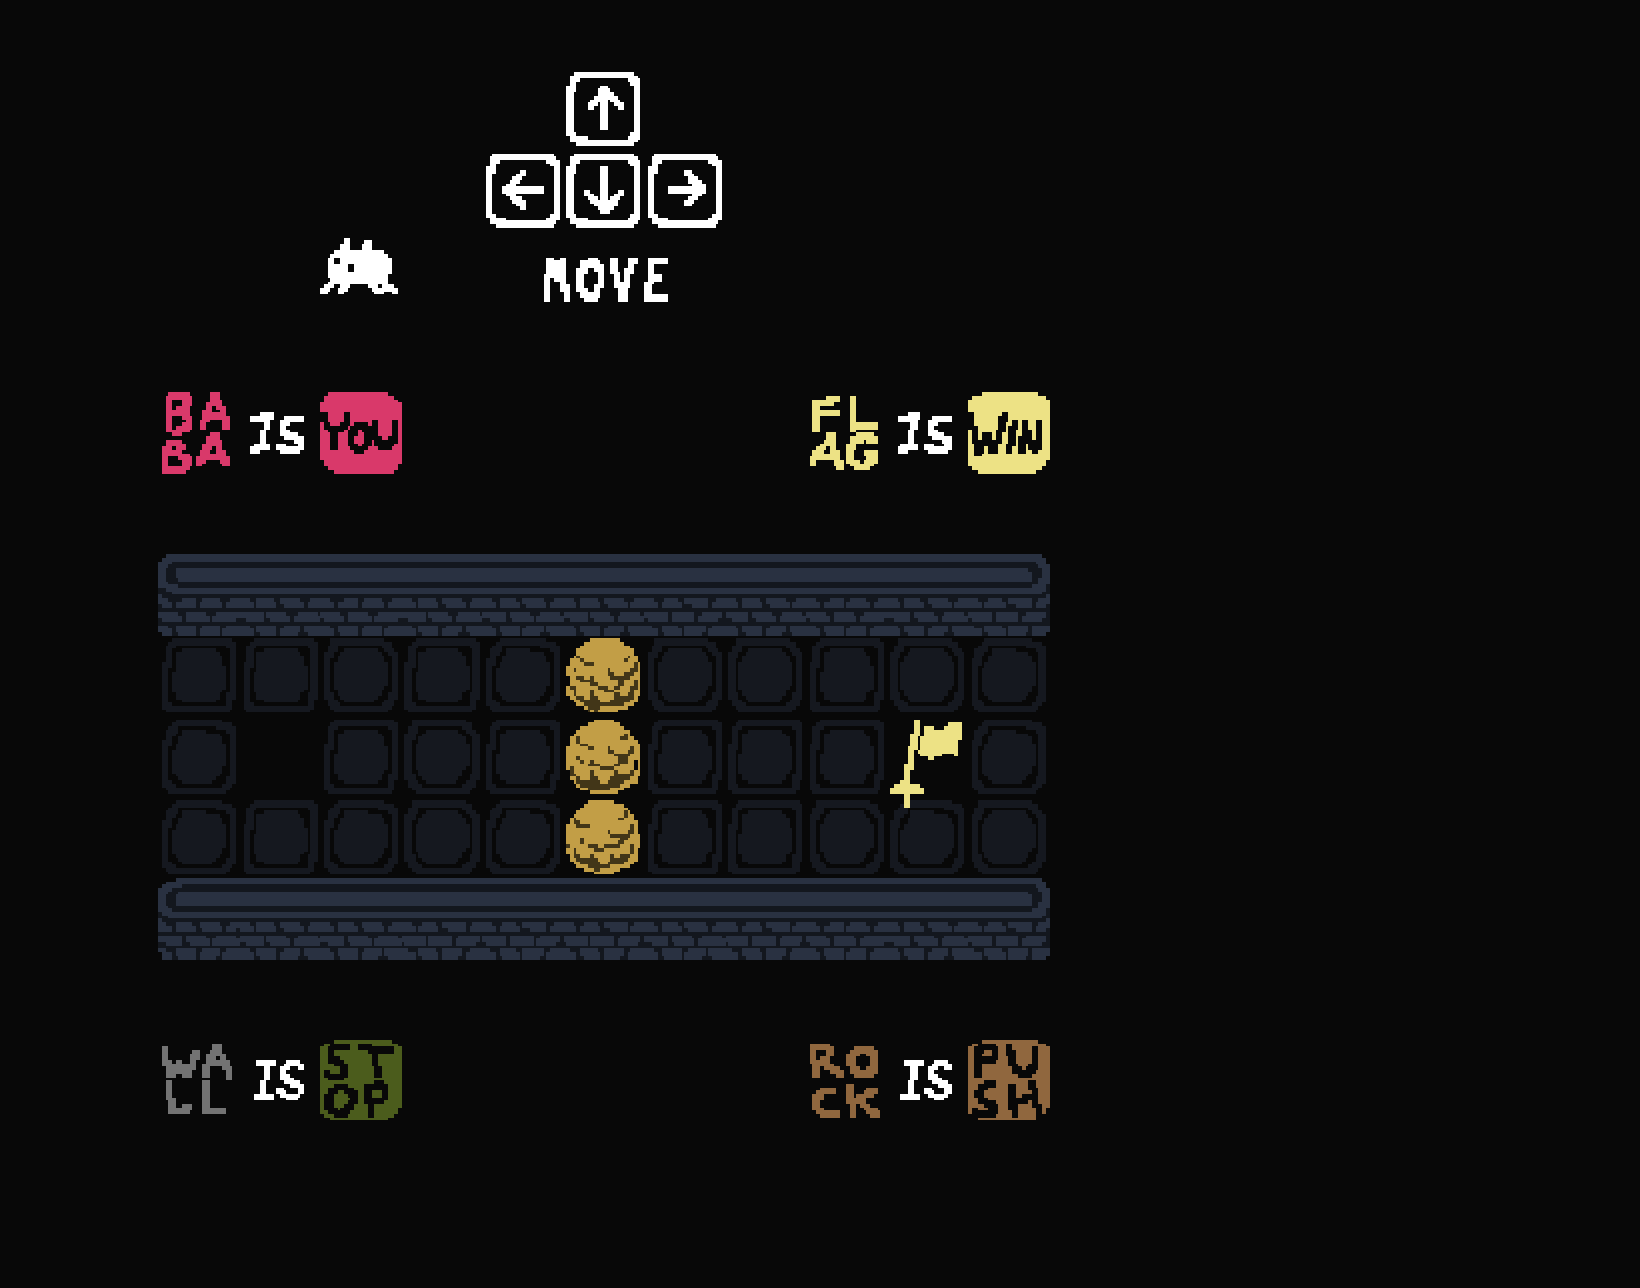 MOVE
BABA IS YOU
FLAG IS WIN
WALL IS STOP
ROCK IS PUSH